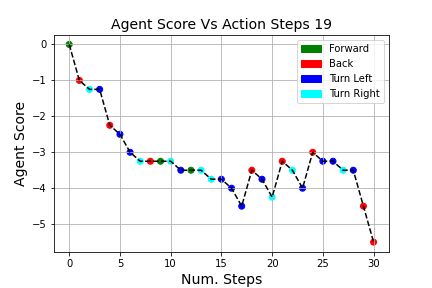 Agent Score Vs Action Steps 19
Agent Score
0
−1
−2
−3
−4
−5
Forward
Back
Turn Left
Turn Right
0 5 10 15 20 25 30
Num. Steps